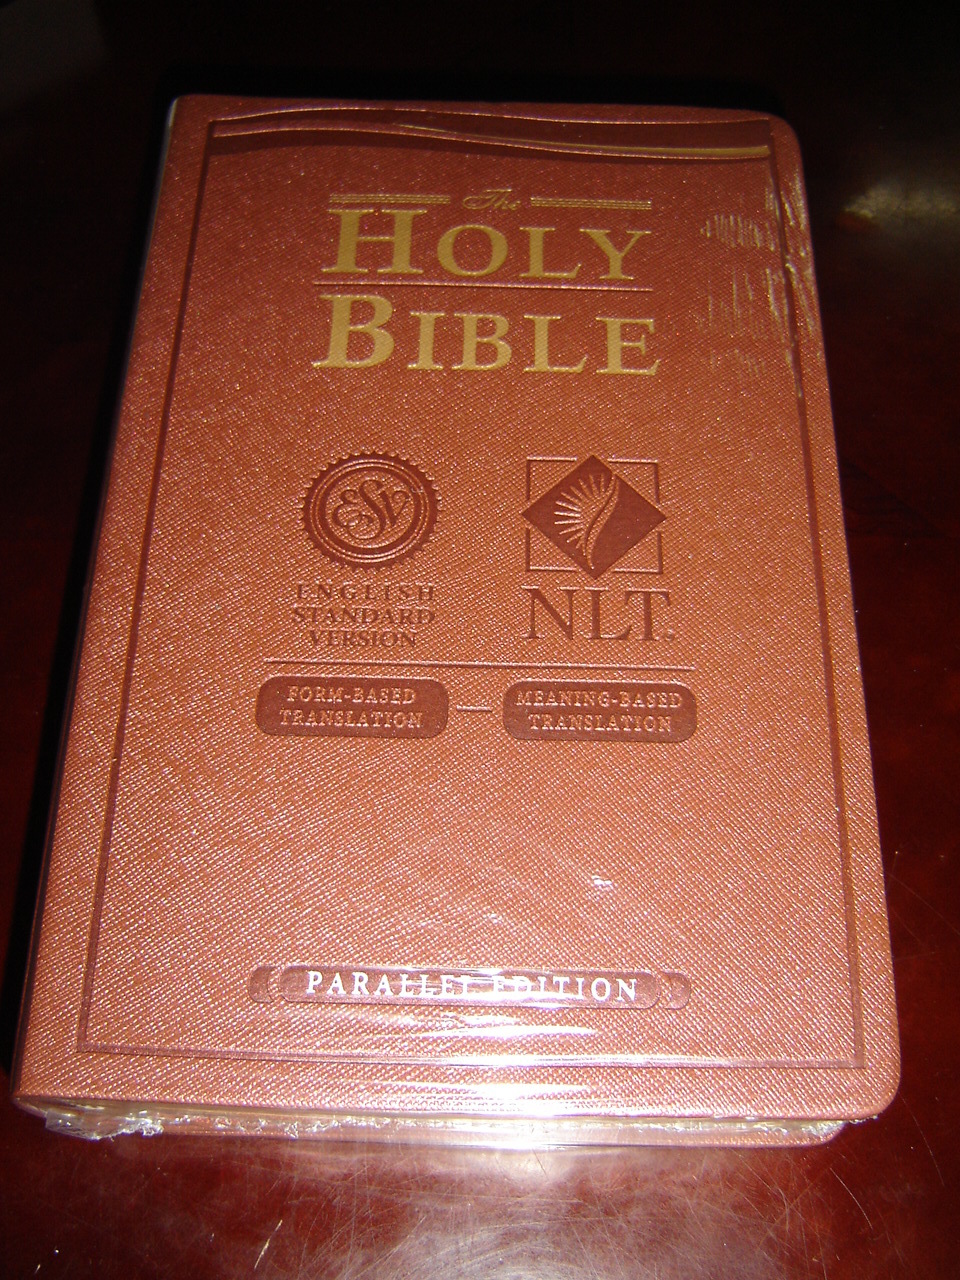 The
HOLY
BIBLE
ESV
ENGLISH
STANDARD
VERSION
NLT.
FORM-BASED
TRANSLATION
MEANING-BASED
TRANSLATION
PARALLEL EDITION